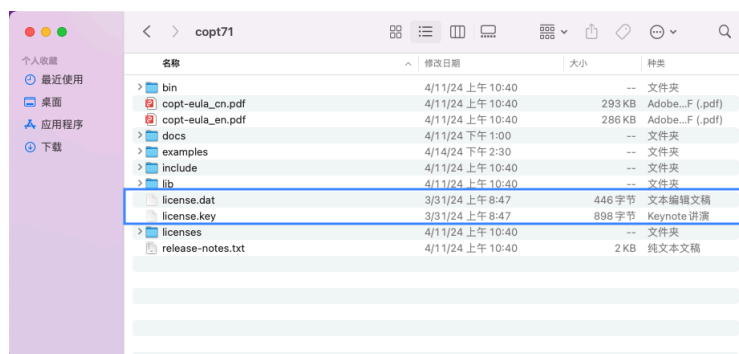 copt71
个人收藏
最近使用
桌面
应用程序
下载
名称 修改日期 大小 种类
bin 4/11/24 上午 10:40 -- 文件夹
copt-eula_cn.pdf 4/11/24 上午 10:40 293 KB Adobe...F (.pdf)
copt-eula_en.pdf 4/11/24 上午 10:40 286 KB Adobe...F (.pdf)
docs 4/11/24 下午 1:00 -- 文件夹
examples 4/14/24 下午 2:30 -- 文件夹
include 4/11/24 上午 10:40 -- 文件夹
lib 4/11/24 上午 10:40 -- 文件夹
license.dat 3/31/24 上午 8:47 446 字节 文本编辑文稿
license.key 3/31/24 上午 8:47 898 字节 Keynote 讲演
licenses 4/11/24 上午 10:40 -- 文件夹
release-notes.txt 4/11/24 上午 10:40 2 KB 纯文本文稿